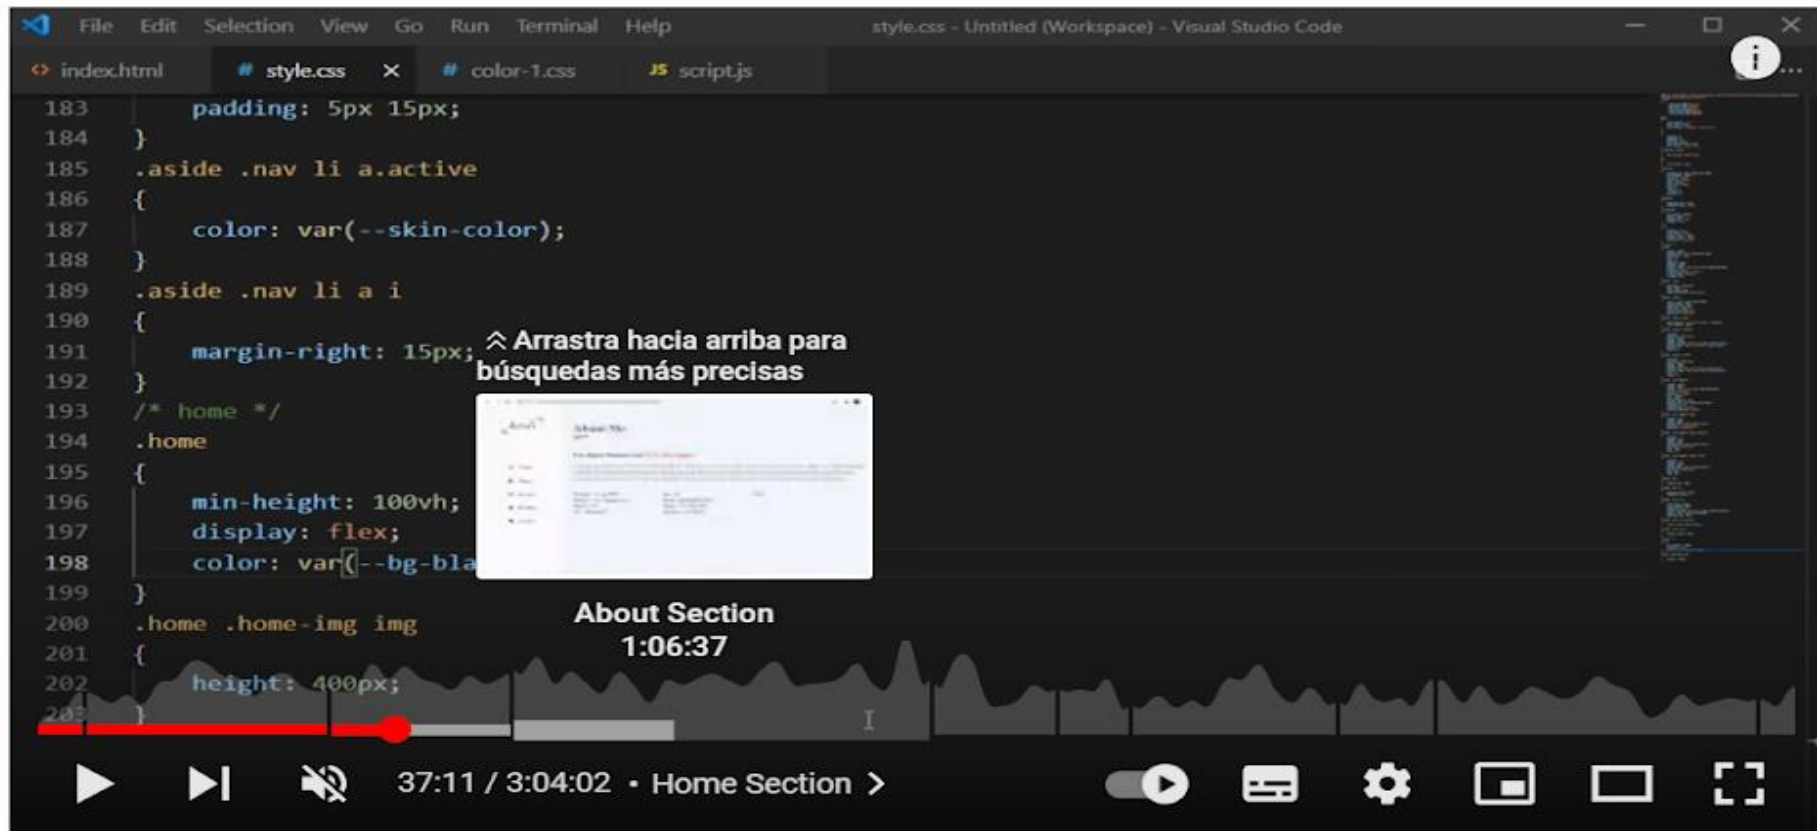 File Edit Selection View Go Run Terminal Help style.css - Untitled (Workspace) - Visual Studio Code
<> index.html # style.css × # color-1.css JS script.js
183 padding: 5px 15px;
184 }
185 .aside .nav li a.active
186 {
187 color: var(--skin-color);
188 }
189 .aside .nav li a i
190 {
191 margin-right: 15px;
192 }
193 /* home */
194 .home
195 {
196 min-height: 100vh;
197 display: flex;
198 color: var(--bg-bla
199 }
200 .home .home-img img
201 {
202 height: 400px;
203 }
Arrastra hacia arriba para
búsquedas más precisas
About Me
About Section
1:06:37
37:11 / 3:04:02 • Home Section >